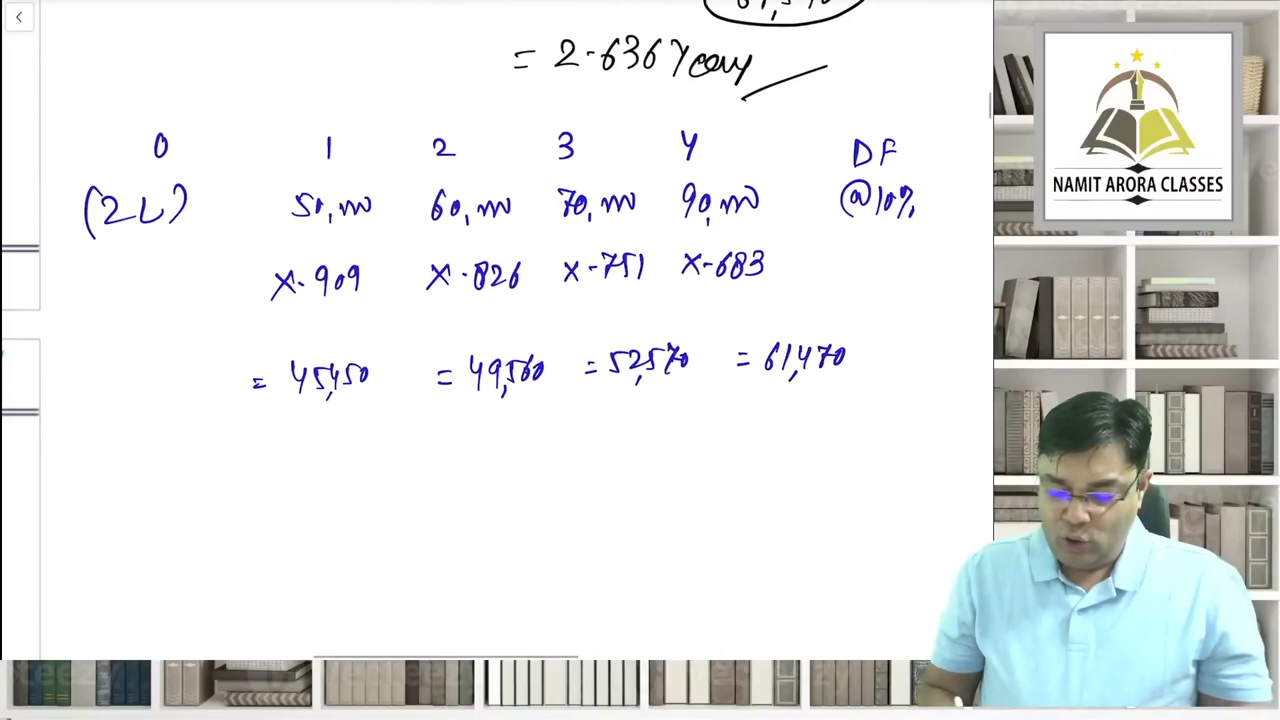 = 2.636 Years
0 1 2 3 4 DF
(2L) 50,000 60,000 70,000 90,000 @10%
x.909 x.826 x.751 x.683
= 45,450 = 49,560 = 52,570 = 61,470
NAMIT ARORA CLASSES